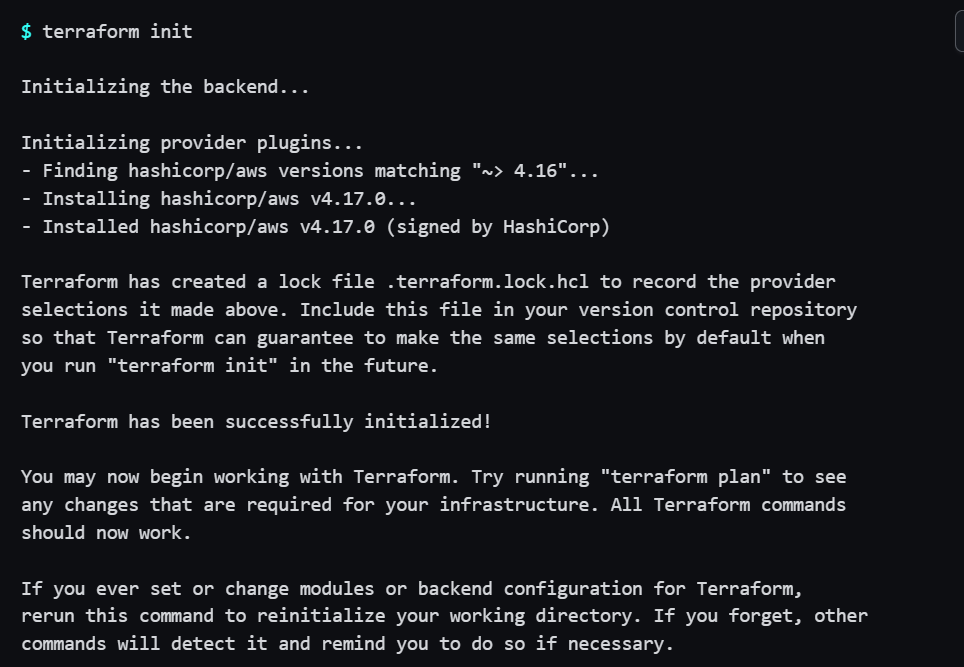 $ terraform init
Initializing the backend...
Initializing provider plugins...
- Finding hashicorp/aws versions matching "~> 4.16"...
- Installing hashicorp/aws v4.17.0...
- Installed hashicorp/aws v4.17.0 (signed by HashiCorp)
Terraform has created a lock file .terraform.lock.hcl to record the provider
selections it made above. Include this file in your version control repository
so that Terraform can guarantee to make the same selections by default when
you run "terraform init" in the future.
Terraform has been successfully initialized!
You may now begin working with Terraform. Try running "terraform plan" to see
any changes that are required for your infrastructure. All Terraform commands
should now work.
If you ever set or change modules or backend configuration for Terraform,
rerun this command to reinitialize your working directory. If you forget, other
commands will detect it and remind you to do so if necessary.